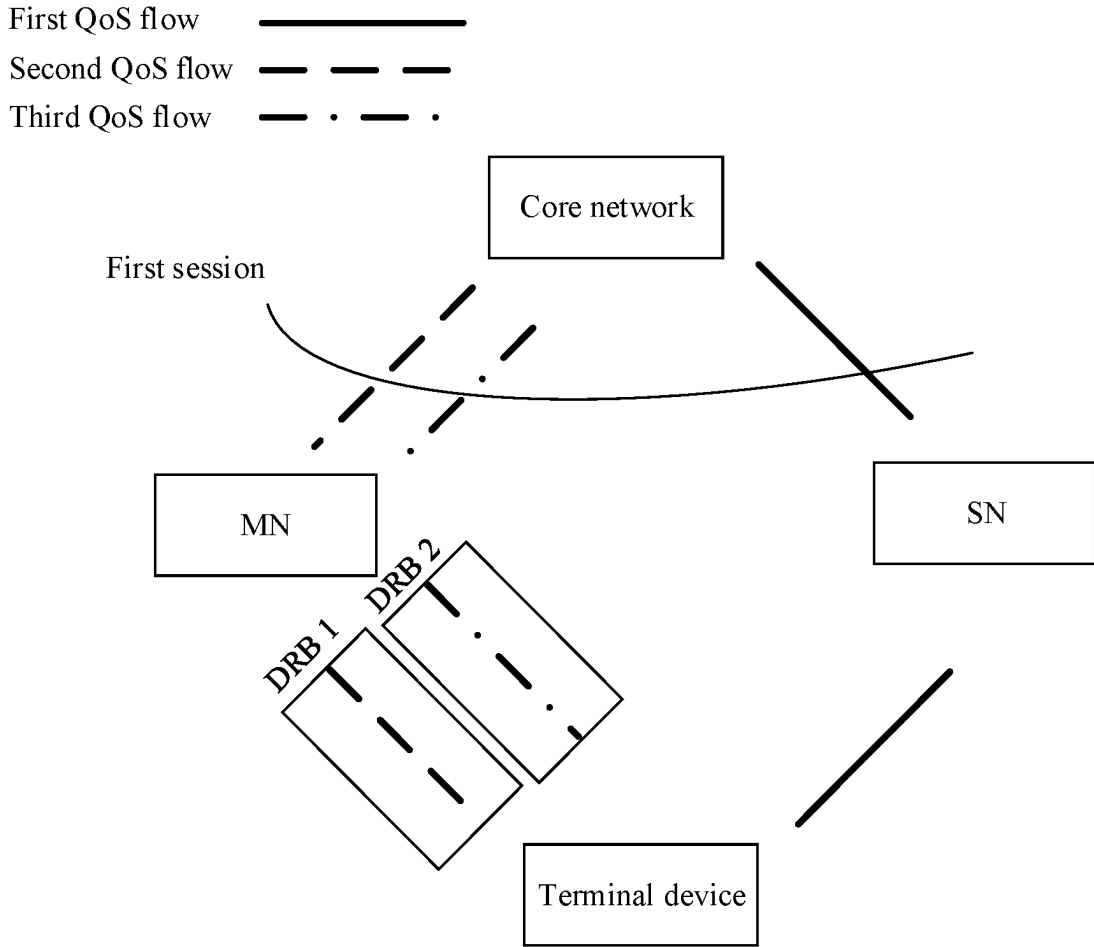 First QoS flow
Second QoS flow
Third QoS flow
Core network
First session
MN
SN
DRB 2
DRB 1
Terminal device